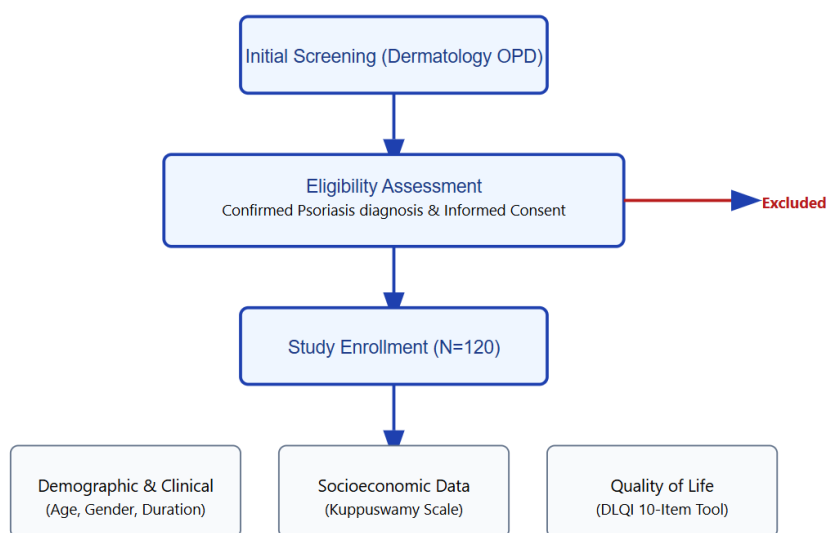 Initial Screening (Dermatology OPD)
Eligibility Assessment
Confirmed Psoriasis diagnosis & Informed Consent
Excluded
Study Enrollment (N=120)
Demographic & Clinical
(Age, Gender, Duration)
Socioeconomic Data
(Kuppuswamy Scale)
Quality of Life
(DLQI 10-Item Tool)